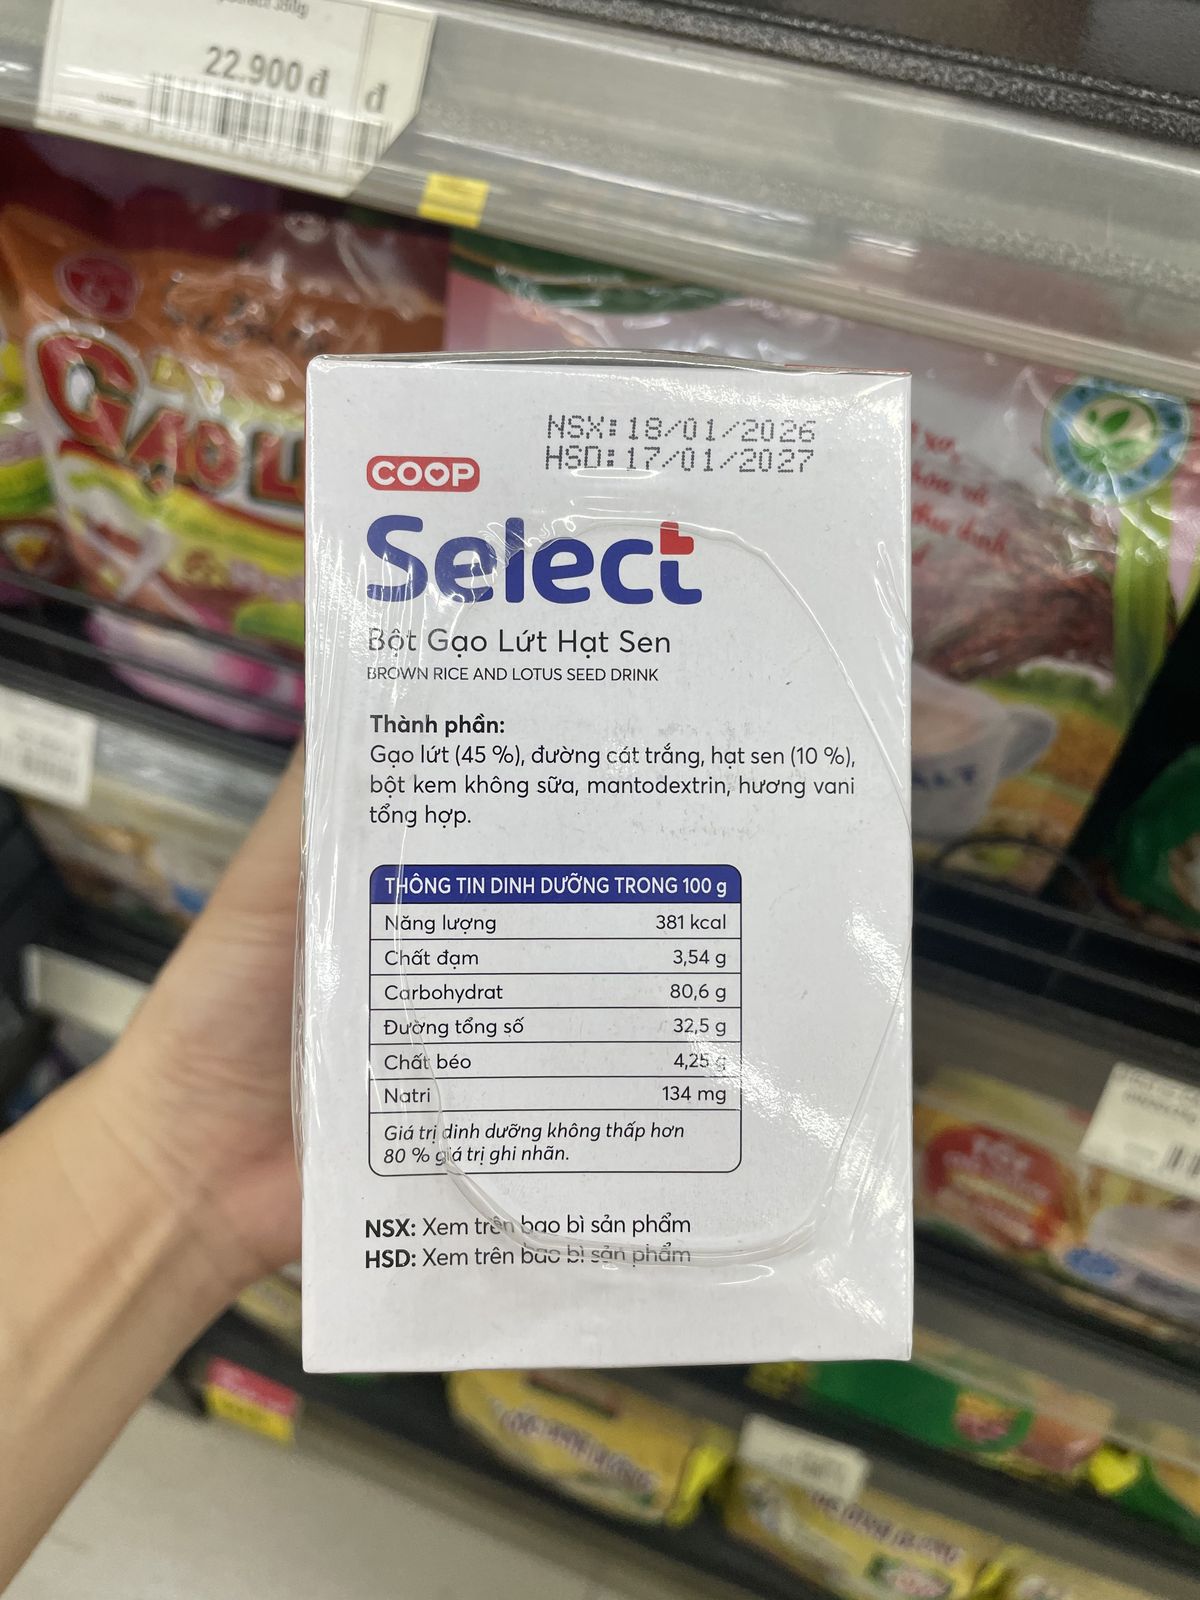 22.900 đ
đ
GẠO L
NSX: 18/01/2026
HSD: 17/01/2027
COOP
Select
Bột Gạo Lứt Hạt Sen
BROWN RICE AND LOTUS SEED DRINK
Thành phần:
Gạo lứt (45 %), đường cát trắng, hạt sen (10 %),
bột kem không sữa, mantodextrin, hương vani
tổng hợp.
THÔNG TIN DINH DƯỠNG TRONG 100 g
Năng lượng 381 kcal
Chất đạm 3,54 g
Carbohydrat 80,6 g
Đường tổng số 32,5 g
Chất béo 4,25 g
Natri 134 mg
Giá trị dinh dưỡng không thấp hơn
80 % giá trị ghi nhãn.
NSX: Xem trên bao bì sản phẩm
HSD: Xem trên bao bì sản phẩm